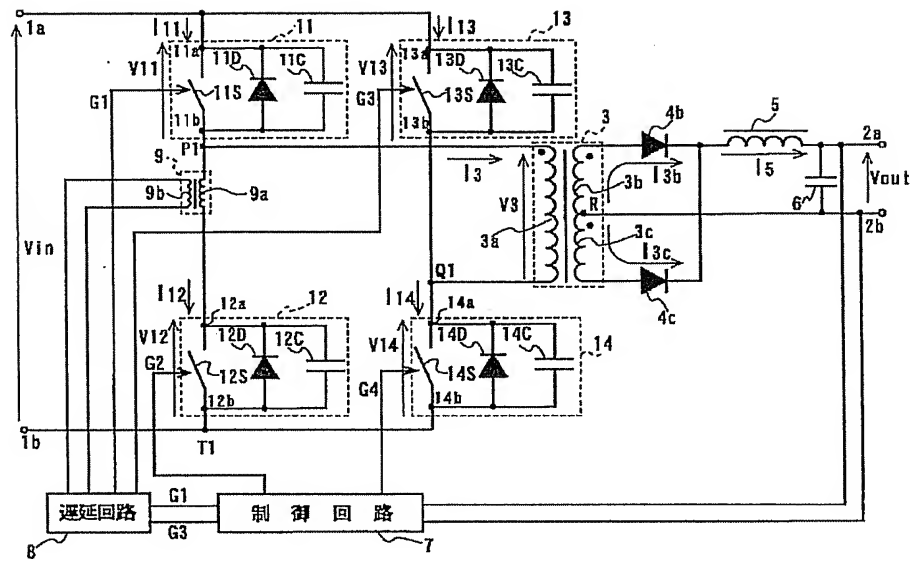 1a
I11
11
I13
13
11a
11D
11C
V11
11S
G1
11b
P1
13a
13D
13C
V13
13S
G3
13b
3
4b
5
2a
I3
I3b
I5
9
9b
9a
V3
3b
R
3a
3c
6
Vout
2b
Vin
I3c
Q1
4c
I12
12a
12
I14
14a
14
V12
12D
12C
G2
12S
12b
V14
14D
14C
G4
14S
14b
1b
T1
遅延回路
G1
制御回路
8
G3
7